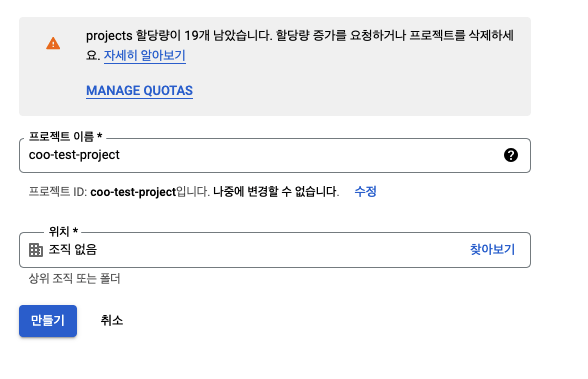 projects 할당량이 19개 남았습니다. 할당량 증가를 요청하거나 프로젝트를 삭제하세
요. 자세히 알아보기
MANAGE QUOTAS
프로젝트 이름 *
coo-test-project
프로젝트 ID: coo-test-project입니다. 나중에 변경할 수 없습니다. 수정
위치 *
조직 없음 찾아보기
상위 조직 또는 폴더
만들기 취소